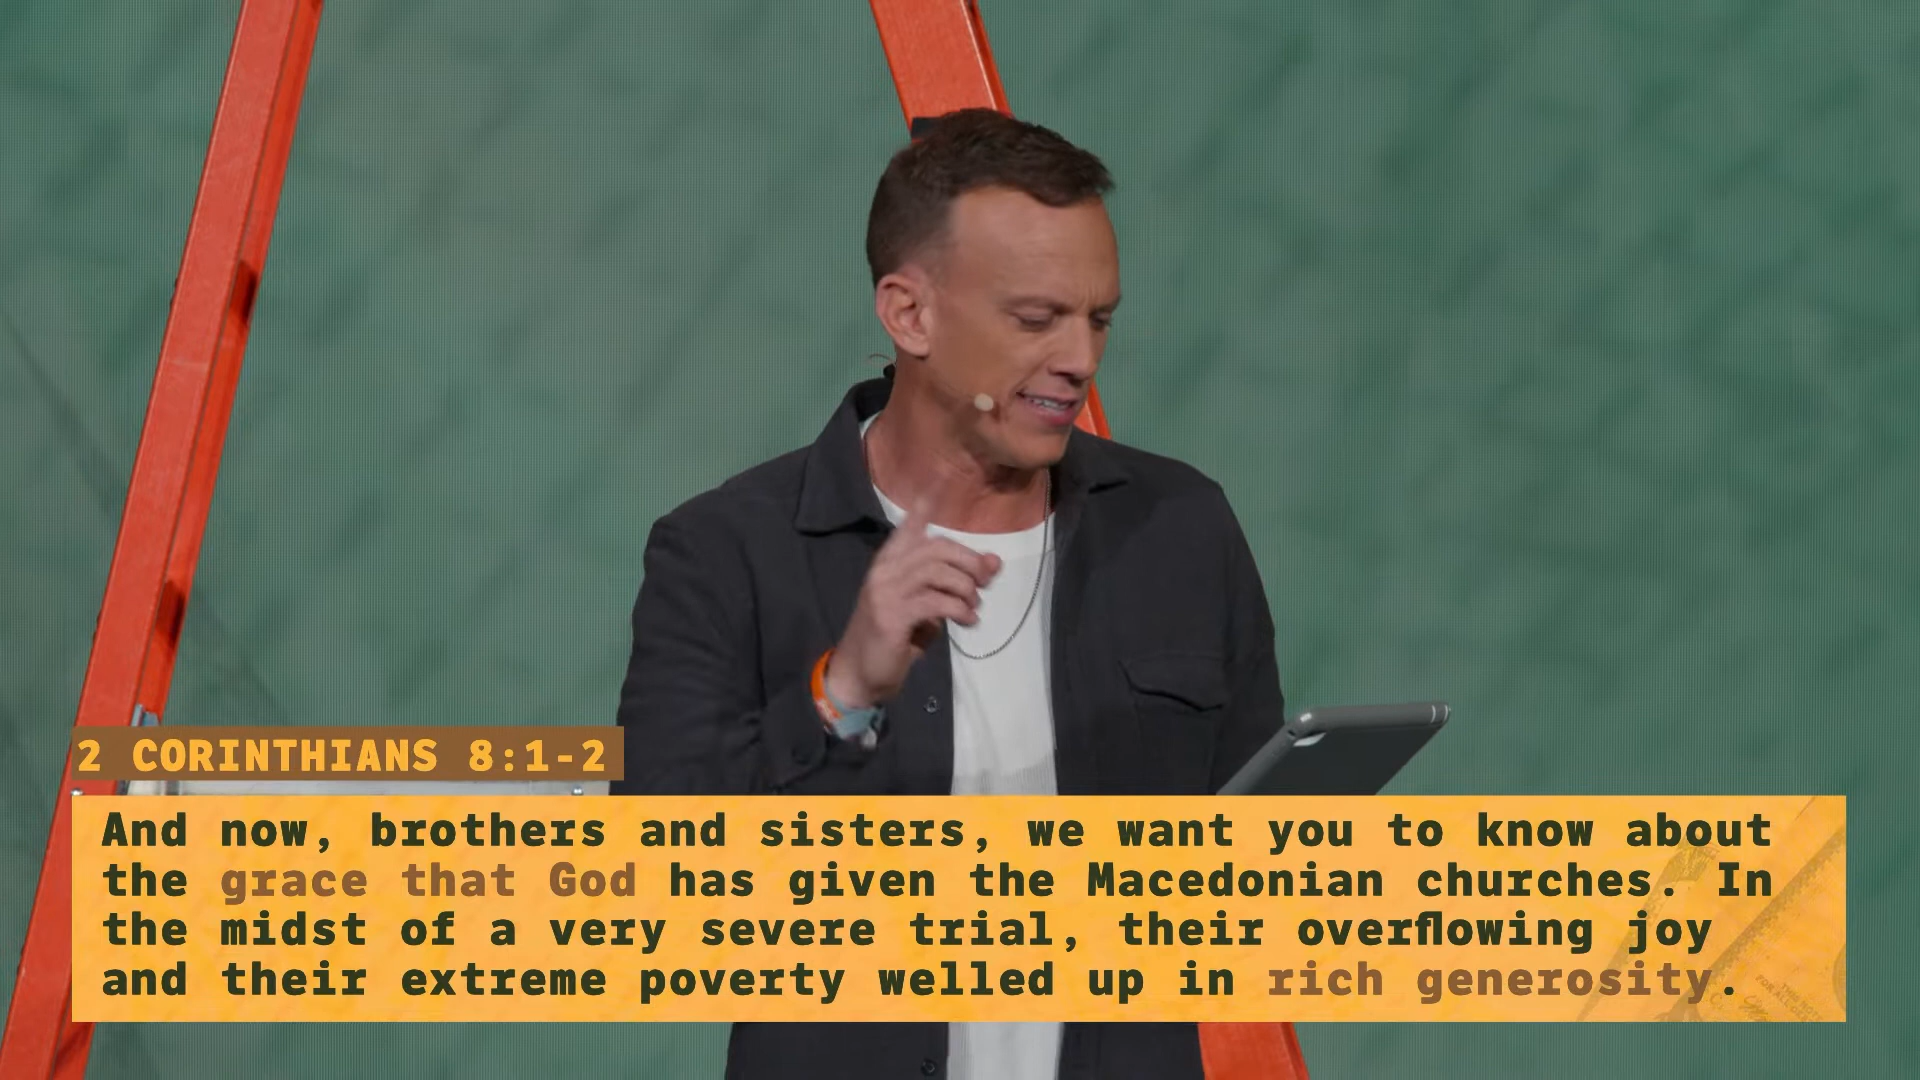 2 CORINTHIANS 8:1-2
And now, brothers and sisters, we want you to know about
the grace that God has given the Macedonian churches. In
the midst of a very severe trial, their overflowing joy
and their extreme poverty welled up in rich generosity.